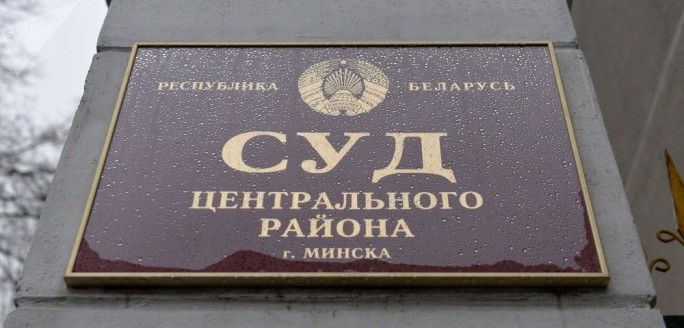 РЕСПУБЛИКА БЕЛАРУСЬ
СУД
ЦЕНТРАЛЬНОГО
РАЙОНА
г. МИНСКА